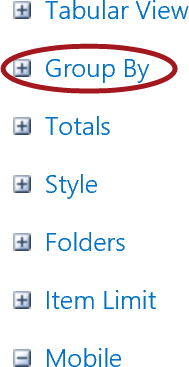 Tabular View
Group By
Totals
Style
Folders
Item Limit
Mobile